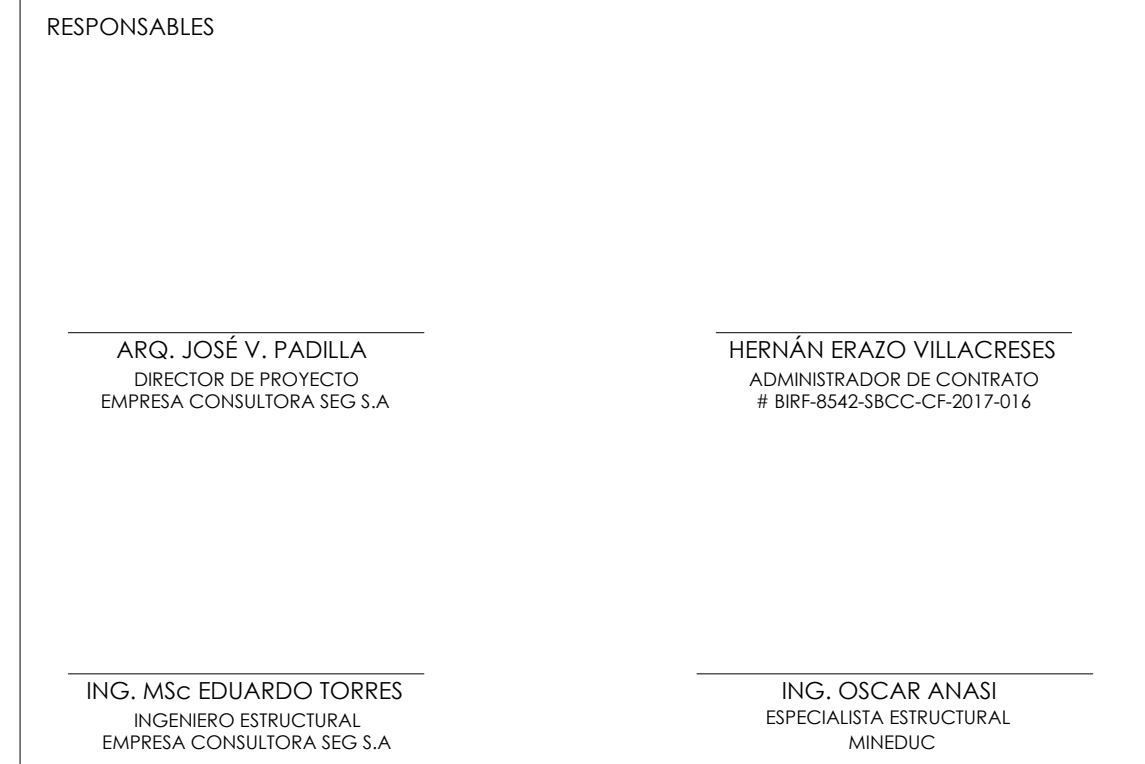 RESPONSABLES
ARQ. JOSÉ V. PADILLA
DIRECTOR DE PROYECTO
EMPRESA CONSULTORA SEG S.A
HERNÁN ERAZO VILLACRESES
ADMINISTRADOR DE CONTRATO
# BIRF-8542-SBCC-CF-2017-016
ING. MSc EDUARDO TORRES
INGENIERO ESTRUCTURAL
EMPRESA CONSULTORA SEG S.A
ING. OSCAR ANASI
ESPECIALISTA ESTRUCTURAL
MINEDUC